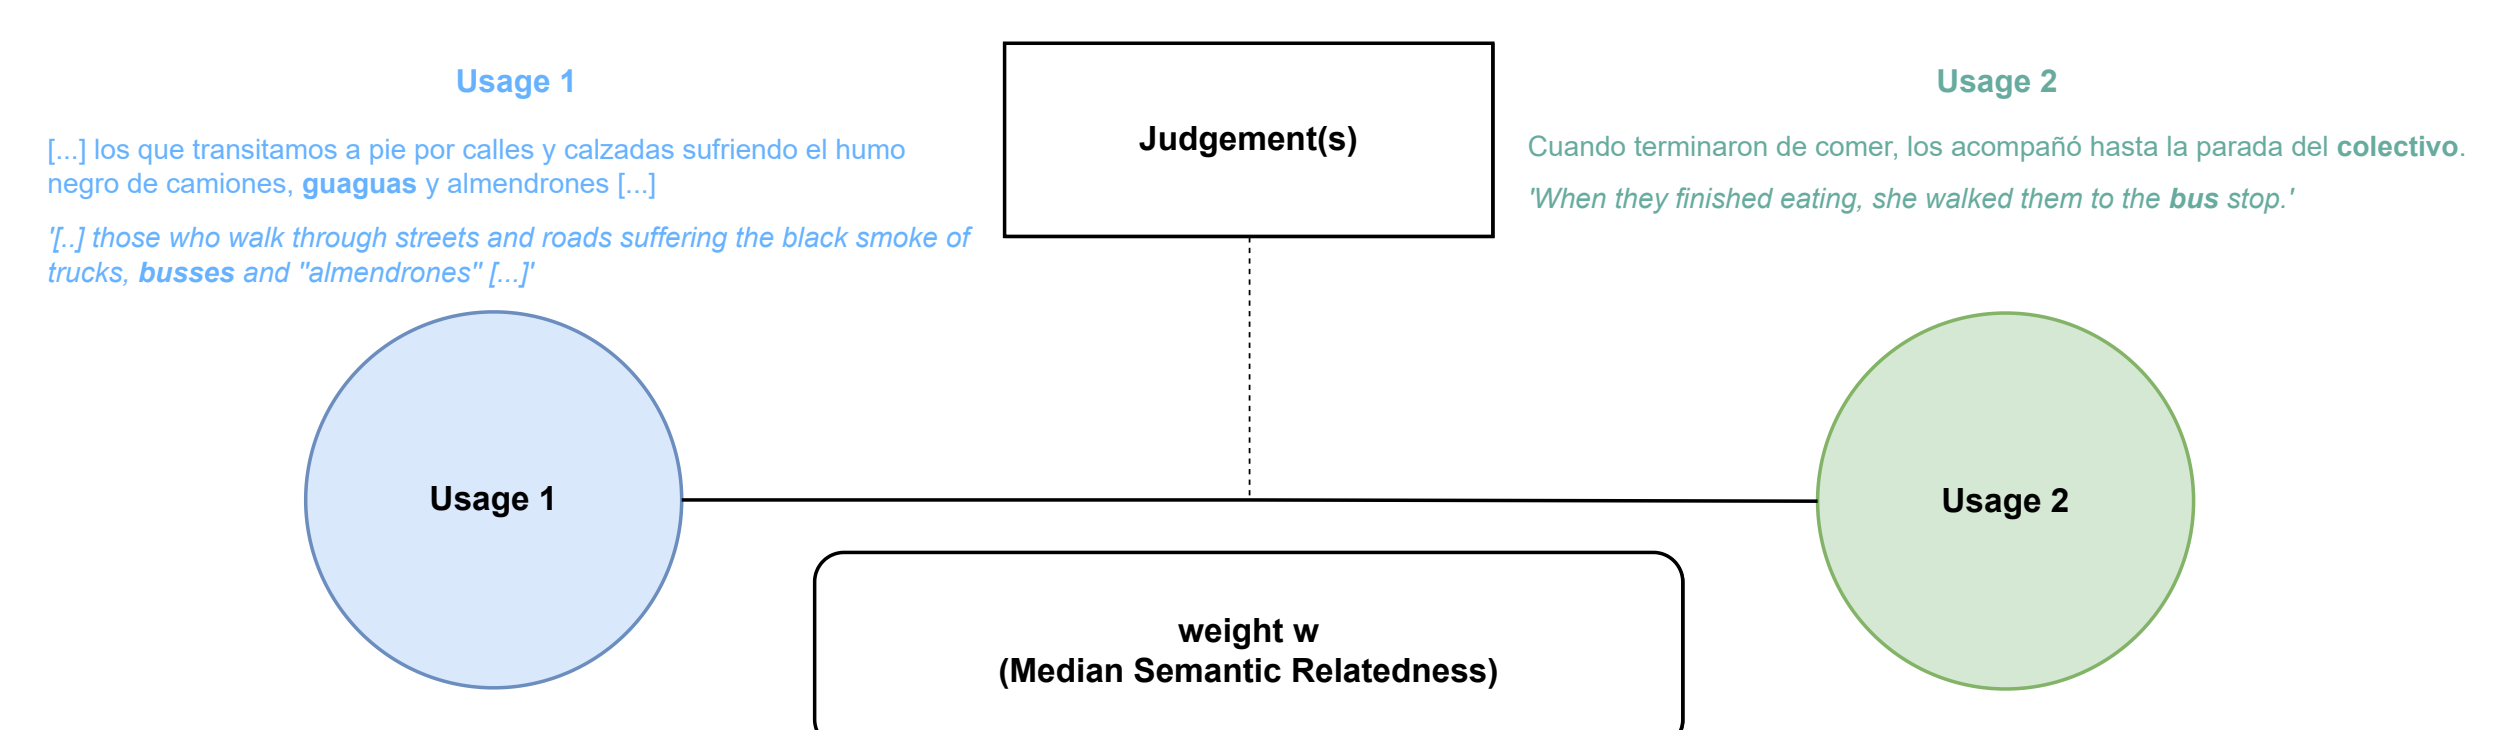 Usage 1
[...] los que transitamos a pie por calles y calzadas sufriendo el humo
negro de camiones, guaguas y almendrones [...]
'[..] those who walk through streets and roads suffering the black smoke of
trucks, busses and "almendrones" [...]'
Judgement(s)
Usage 2
Cuando terminaron de comer, los acompañó hasta la parada del colectivo.
'When they finished eating, she walked them to the bus stop.'
Usage 1
Usage 2
weight w
(Median Semantic Relatedness)